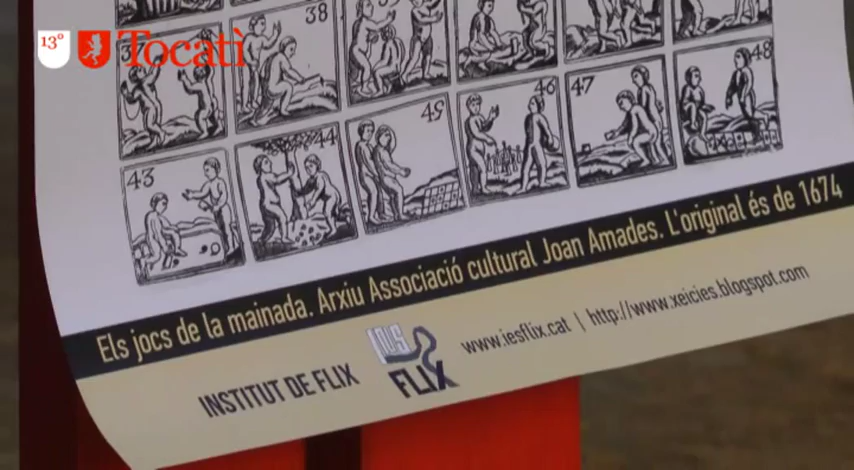 13º Tocatì
38
43 44 45 46 47 48
Els jocs de la mainada. Arxiu Associació cultural Joan Amades. L'original és de 1674
INSTITUT DE FLIX
INS
FLIX
www.iesflix.cat | http://www.xeicies.blogspot.com